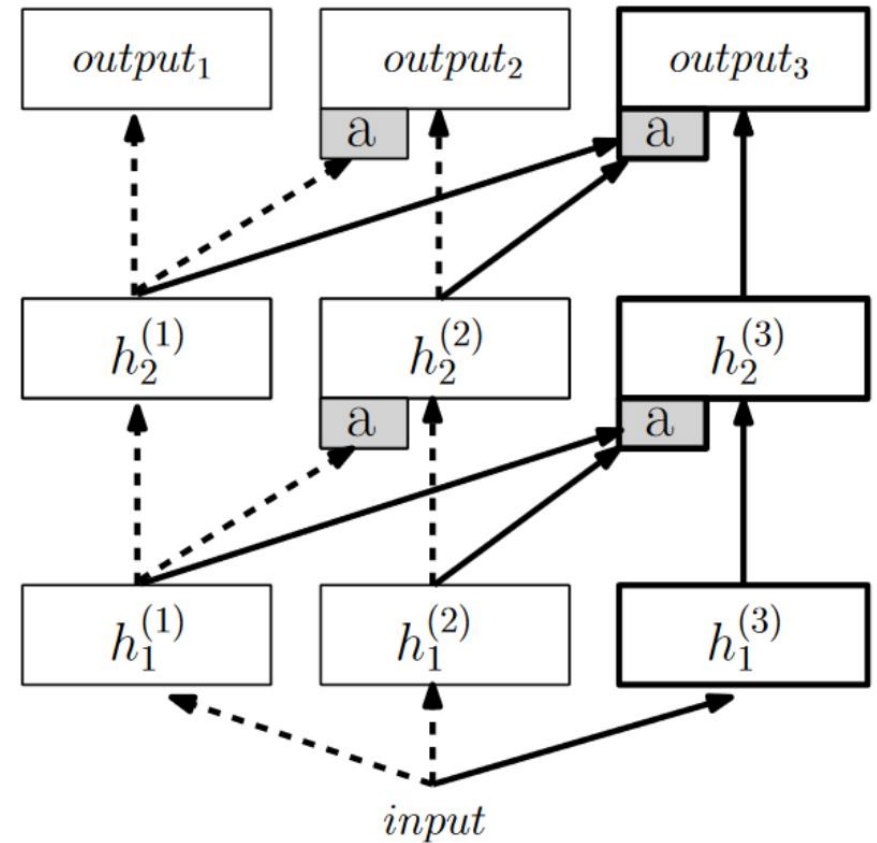 output₁ output₂ output₃
a a
h₂⁽¹⁾ h₂⁽²⁾ h₂⁽³⁾
a a
h₁⁽¹⁾ h₁⁽²⁾ h₁⁽³⁾
input